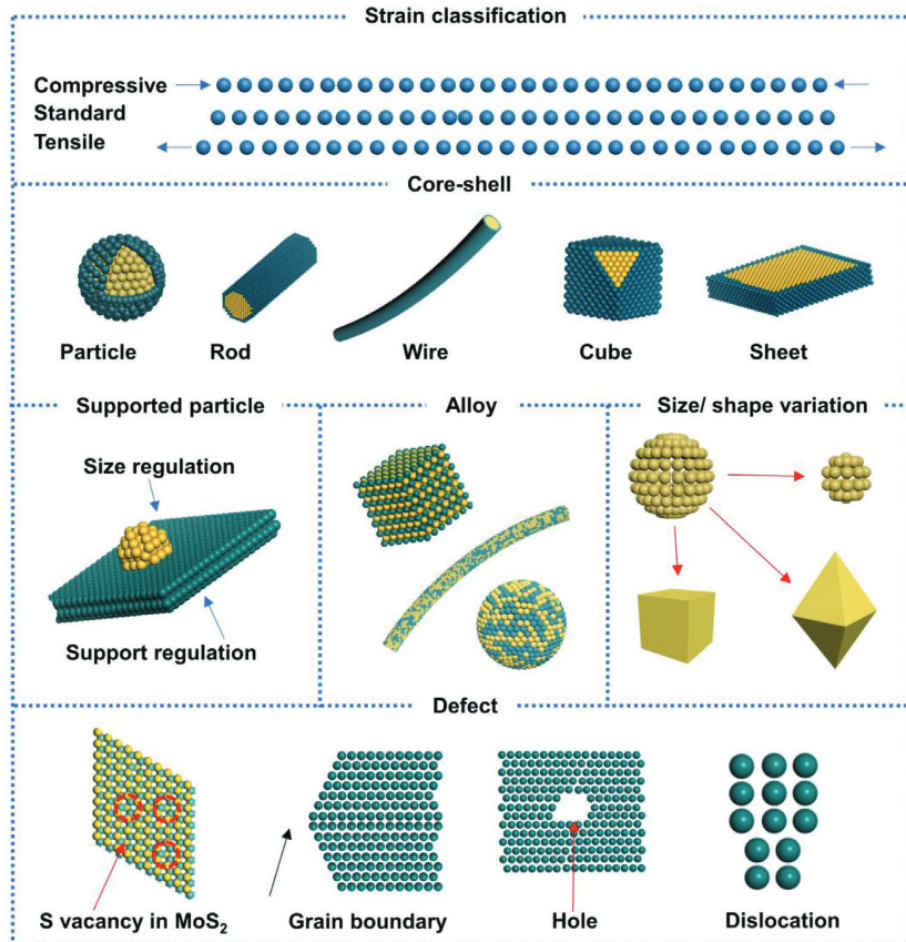 Strain classification
Compressive
Standard
Tensile
Core-shell
Particle
Rod
Wire
Cube
Sheet
Supported particle
Alloy
Size/ shape variation
Size regulation
Support regulation
Defect
S vacancy in MoS₂
Grain boundary
Hole
Dislocation